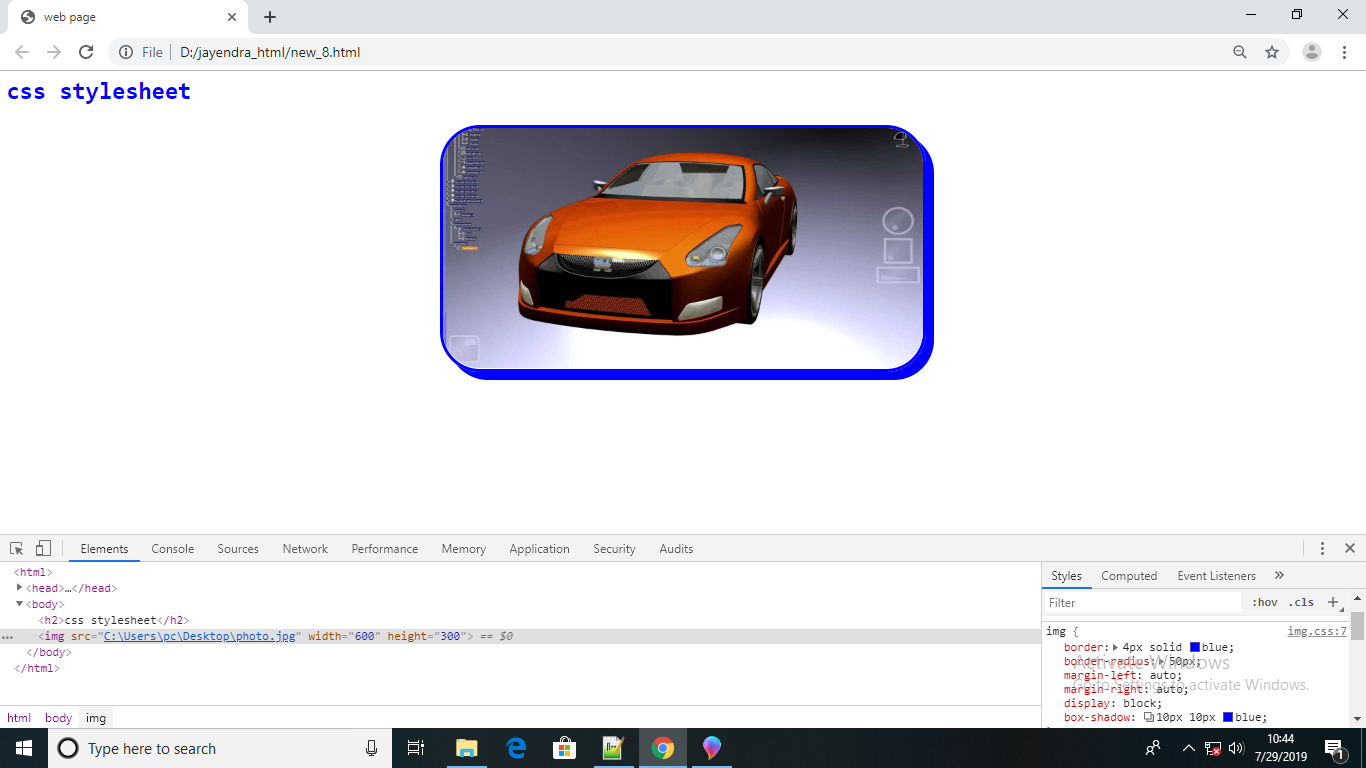 web page
File
D:/jayendra_html/new_8.html
css stylesheet
Elements Console Sources Network Performance Memory Application Security Audits
<html>
<head>…</head>
<body>
<h2>css stylesheet</h2>
<img src="C:\Users\pc\Desktop\photo.jpg" width="600" height="300"> == $0
</body>
</html>
html body img
Styles Computed Event Listeners »
Filter :hov .cls +
img { img.css:7
border: 4px solid blue;
border-radius: 50px;
margin-left: auto;
margin-right: auto;
display: block;
box-shadow: 10px 10px blue;
Activate Windows
Go to Settings to activate Windows.
Type here to search
10:44
7/29/2019
1